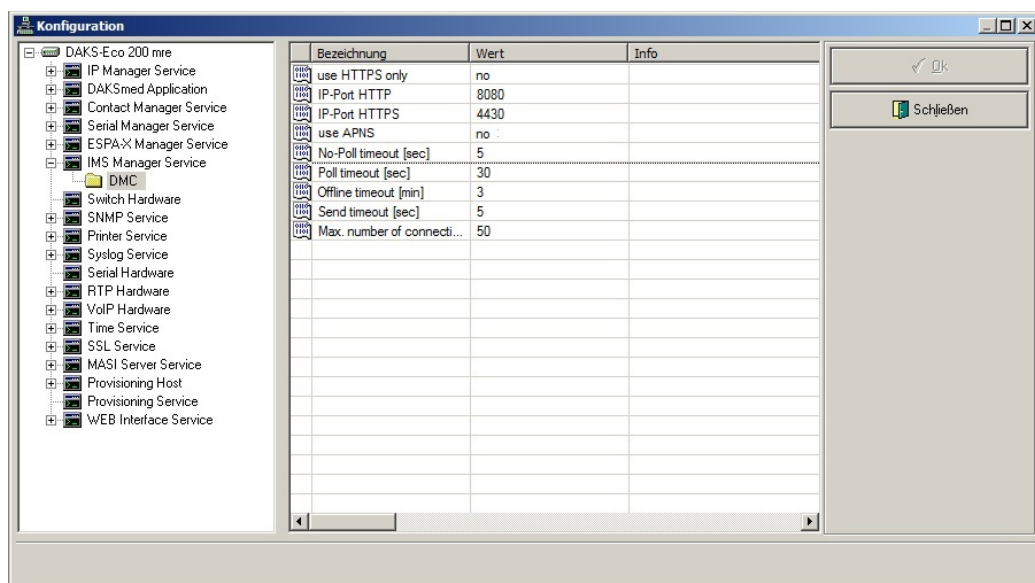 Konfiguration
DAKS-Eco 200 mre
IP Manager Service
DAKSmed Application
Contact Manager Service
Serial Manager Service
ESPA-X Manager Service
IMS Manager Service
DMC
Switch Hardware
SNMP Service
Printer Service
Syslog Service
Serial Hardware
RTP Hardware
VoIP Hardware
Time Service
SSL Service
MASI Server Service
Provisioning Host
Provisioning Service
WEB Interface Service
Bezeichnung Wert Info
use HTTPS only no
IP-Port HTTP 8080
IP-Port HTTPS 4430
use APNS no
No-Poll timeout [sec] 5
Poll timeout [sec] 30
Offline timeout [min] 3
Send timeout [sec] 5
Max. number of connecti... 50
Ok
Schließen